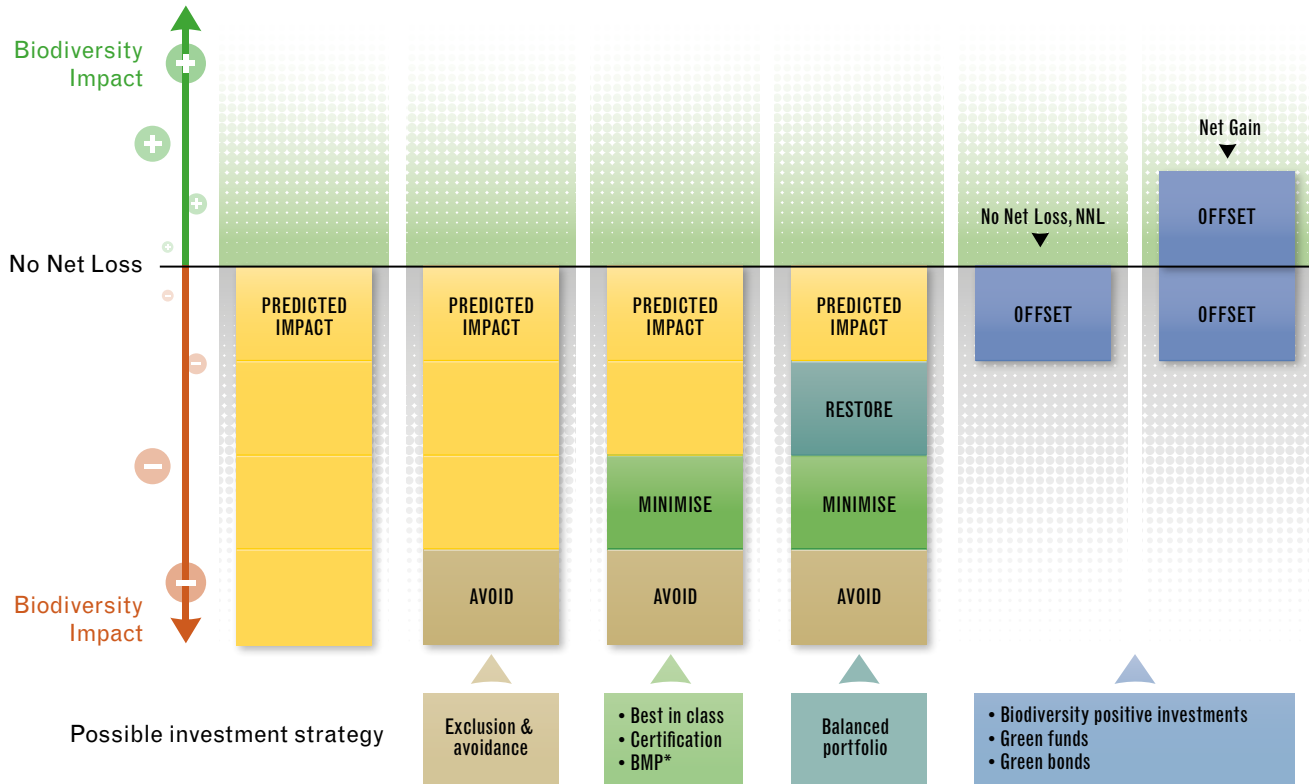 Biodiversity
Impact
Net Gain
No Net Loss, NNL
OFFSET
No Net Loss
PREDICTED
IMPACT
PREDICTED
IMPACT
PREDICTED
IMPACT
PREDICTED
IMPACT
OFFSET
OFFSET
RESTORE
MINIMISE
MINIMISE
AVOID
AVOID
AVOID
Biodiversity
Impact
Possible investment strategy
Exclusion &
avoidance
• Best in class
• Certification
• BMP*
Balanced
portfolio
• Biodiversity positive investments
• Green funds
• Green bonds